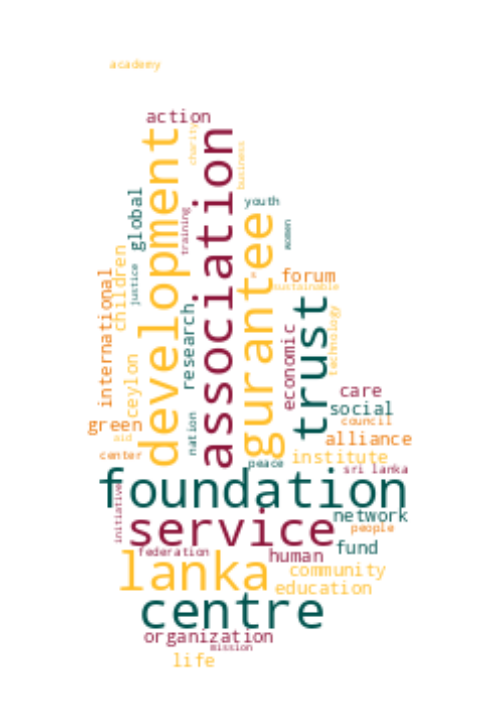 academy
action
charity
development
association
business
youth
global
training
women
gurantee
justice
children
international
forum
sustainable
s
trust
technology
research
economic
ceylon
care
social
council
green
aid
nation
alliance
center
institute
peace
sri lanka
foundation
initiative
service
network
people
federation
human
fund
lanka
community
education
centre
organization
mission
life